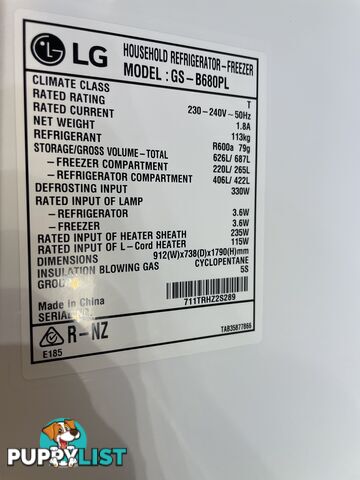 LG HOUSEHOLD REFRIGERATOR-FREEZER
MODEL : GS-B680PL
CLIMATE CLASS T
RATED RATING 230-240V~50Hz
RATED CURRENT 1.8A
NET WEIGHT 113kg
REFRIGERANT R600a 79g
STORAGE/GROSS VOLUME-TOTAL 626L/ 687L
-FREEZER COMPARTMENT 220L/ 265L
-REFRIGERATOR COMPARTMENT 406L/ 422L
DEFROSTING INPUT 330W
RATED INPUT OF LAMP
-REFRIGERATOR 3.6W
-FREEZER 3.6W
RATED INPUT OF HEATER SHEATH 235W
RATED INPUT OF L-Cord HEATER 115W
DIMENSIONS 912(W)x738(D)x1790(H)mm
INSULATION BLOWING GAS CYCLOPENTANE
GROUP 5S
Made in China
SERIAL NO. 711TRHZ2S289
R-NZ
E185
TAB35877886
PUPPYLIST